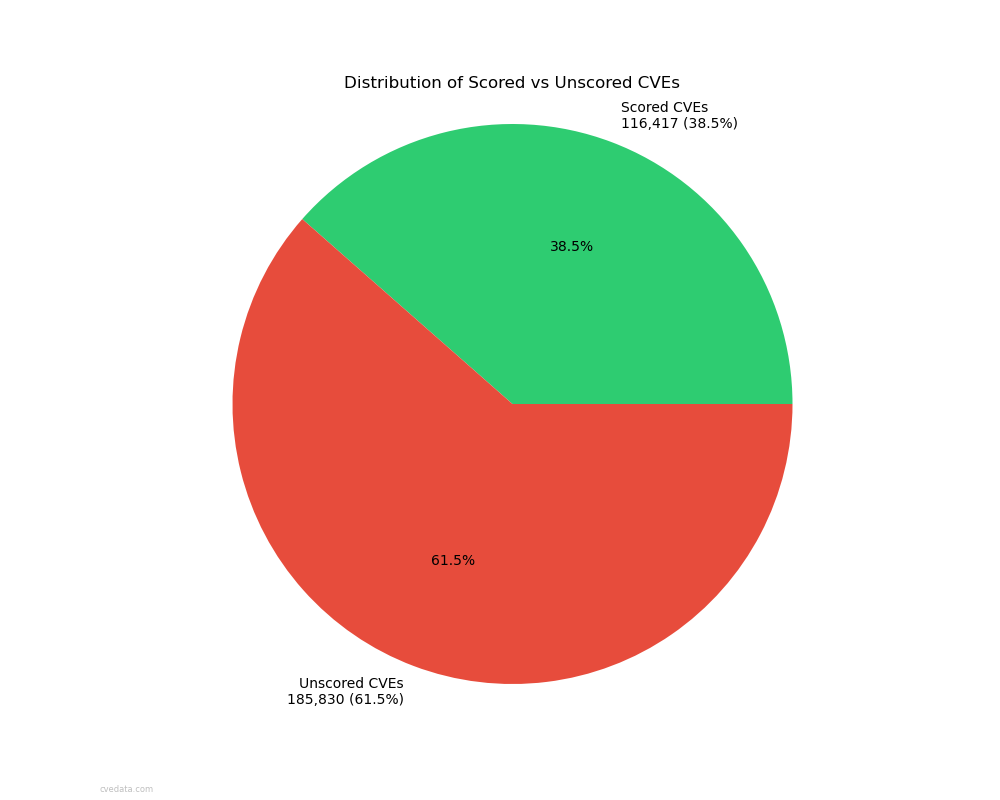 Distribution of Scored vs Unscored CVEs
Scored CVEs
116,417 (38.5%)
38.5%
61.5%
Unscored CVEs
185,830 (61.5%)
cvedata.com